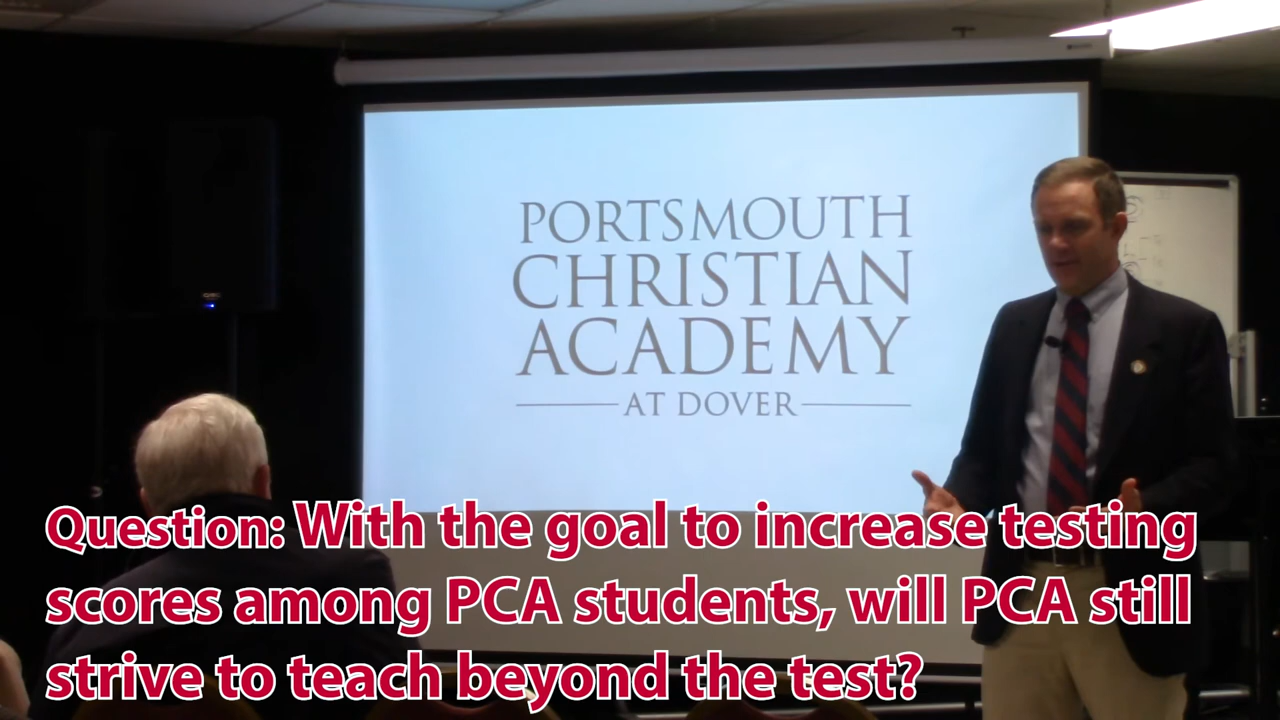 PORTSMOUTH
CHRISTIAN
ACADEMY
AT DOVER
Question: With the goal to increase testing
scores among PCA students, will PCA still
strive to teach beyond the test?